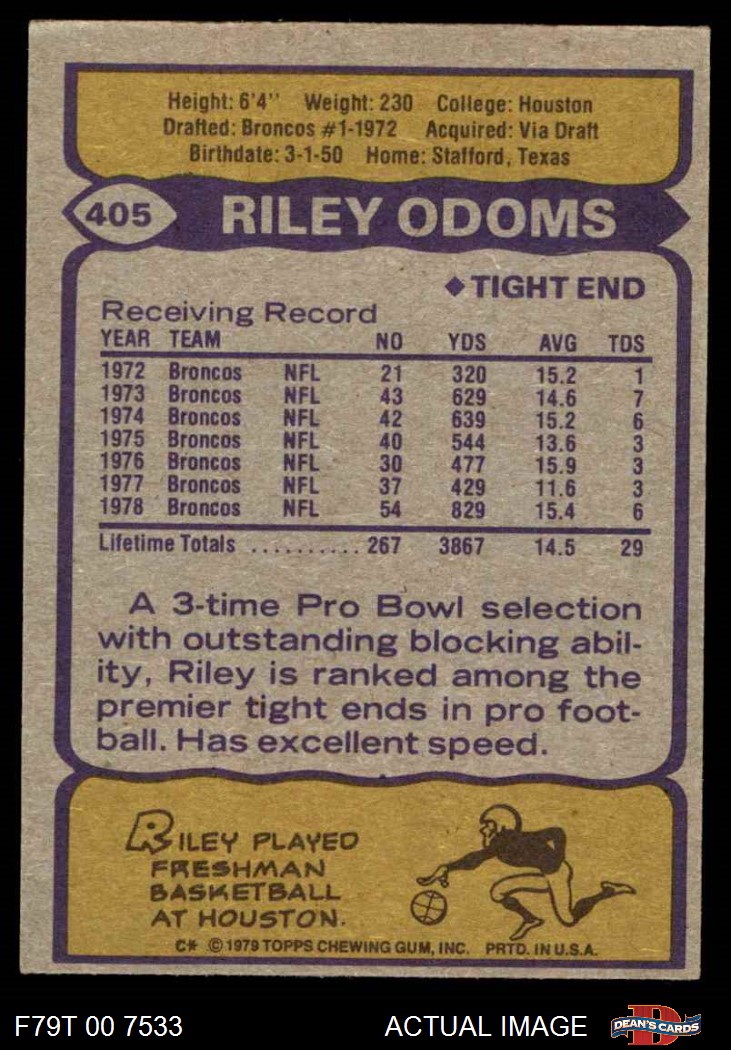 Height: 6'4" Weight: 230 College: Houston
Drafted: Broncos #1-1972 Acquired: Via Draft
Birthdate: 3-1-50 Home: Stafford, Texas
405 RILEY ODOMS
◆TIGHT END
Receiving Record
YEAR TEAM NO YDS AVG TDS
1972 Broncos NFL 21 320 15.2 1
1973 Broncos NFL 43 629 14.6 7
1974 Broncos NFL 42 639 15.2 6
1975 Broncos NFL 40 544 13.6 3
1976 Broncos NFL 30 477 15.9 3
1977 Broncos NFL 37 429 11.6 3
1978 Broncos NFL 54 829 15.4 6
Lifetime Totals .......... 267 3867 14.5 29
A 3-time Pro Bowl selection
with outstanding blocking abil-
ity, Riley is ranked among the
premier tight ends in pro foot-
ball. Has excellent speed.
RILEY PLAYED
FRESHMAN
BASKETBALL
AT HOUSTON.
C* © 1979 TOPPS CHEWING GUM, INC. PRTD. IN U.S.A.
F79T 00 7533 ACTUAL IMAGE D DEAN'S CARDS